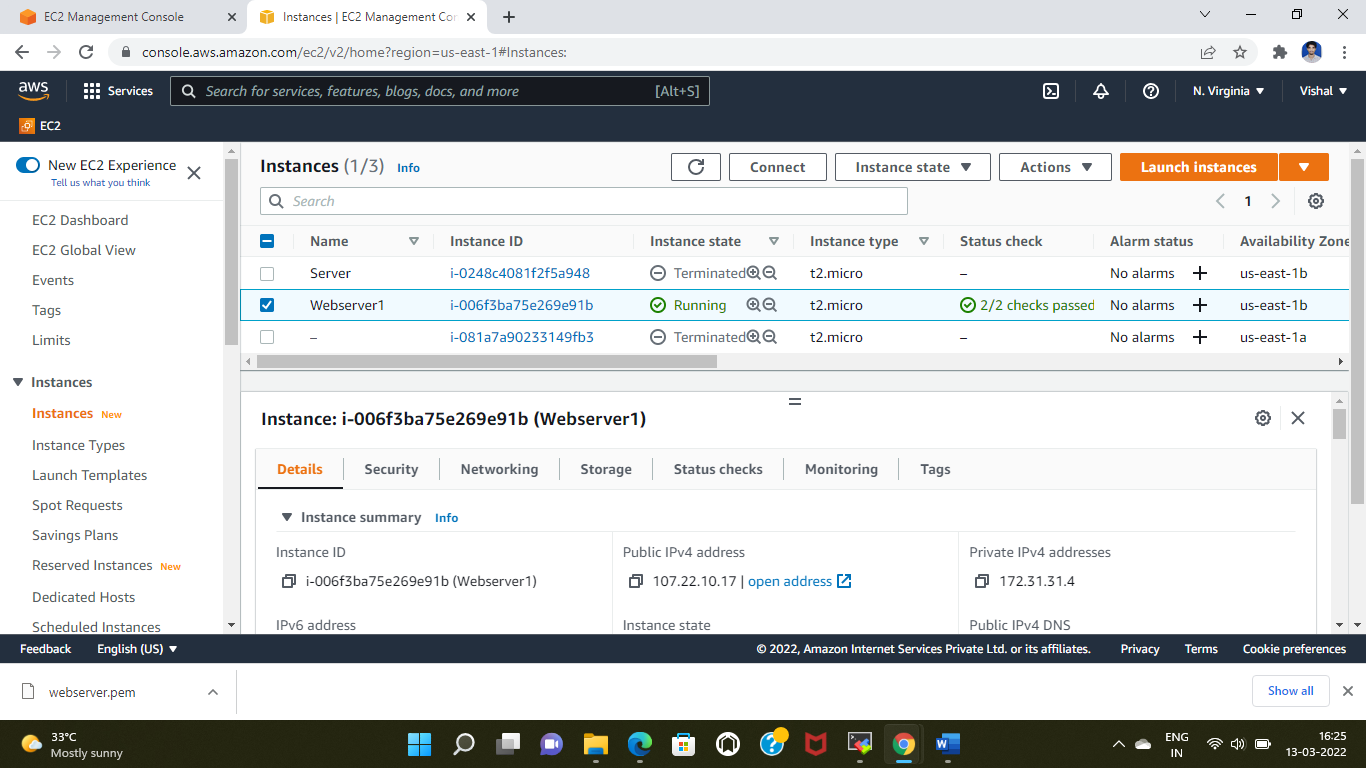 EC2 Management Console
Instances | EC2 Management Con
console.aws.amazon.com/ec2/v2/home?region=us-east-1#Instances:
aws Services Search for services, features, blogs, docs, and more [Alt+S] N. Virginia Vishal
EC2
New EC2 Experience
Tell us what you think
EC2 Dashboard
EC2 Global View
Events
Tags
Limits
Instances
Instances New
Instance Types
Launch Templates
Spot Requests
Savings Plans
Reserved Instances New
Dedicated Hosts
Scheduled Instances
Instances (1/3) Info Connect Instance state Actions Launch instances
Search 1
Name Instance ID Instance state Instance type Status check Alarm status Availability Zone
Server i-0248c4081f2f5a948 Terminated t2.micro – No alarms + us-east-1b
Webserver1 i-006f3ba75e269e91b Running t2.micro 2/2 checks passed No alarms + us-east-1b
– i-081a7a90233149fb3 Terminated t2.micro – No alarms + us-east-1a
Instance: i-006f3ba75e269e91b (Webserver1)
Details Security Networking Storage Status checks Monitoring Tags
Instance summary Info
Instance ID Public IPv4 address Private IPv4 addresses
i-006f3ba75e269e91b (Webserver1) 107.22.10.17 | open address 172.31.31.4
IPv6 address Instance state Public IPv4 DNS
Feedback English (US) © 2022, Amazon Internet Services Private Ltd. or its affiliates. Privacy Terms Cookie preferences
webserver.pem Show all
33°C
Mostly sunny
ENG
IN
16:25
13-03-2022